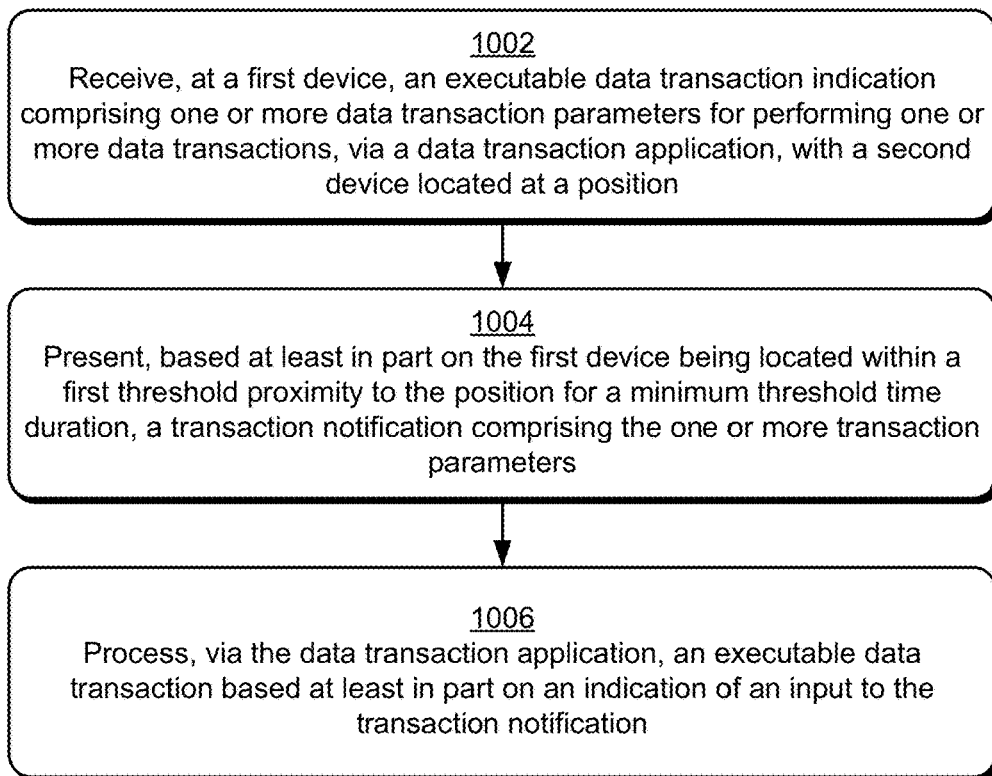 1002
Receive, at a first device, an executable data transaction indication
comprising one or more data transaction parameters for performing one or
more data transactions, via a data transaction application, with a second
device located at a position
1004
Present, based at least in part on the first device being located within a
first threshold proximity to the position for a minimum threshold time
duration, a transaction notification comprising the one or more transaction
parameters
1006
Process, via the data transaction application, an executable data
transaction based at least in part on an indication of an input to the
transaction notification